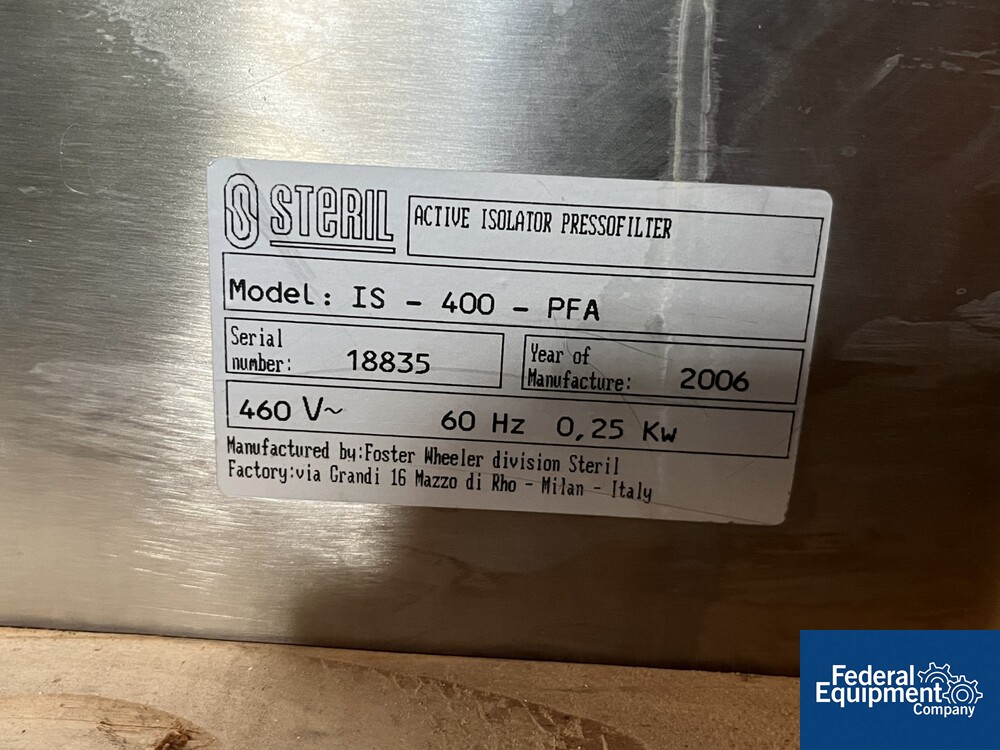 STERIL
ACTIVE ISOLATOR PRESSOFILTER
Model: IS - 400 - PFA
Serial
number: 18835
Year of
Manufacture: 2006
460 V~ 60 Hz 0,25 Kw
Manufactured by:Foster Wheeler division Steril
Factory:via Grandi 16 Mazzo di Rho - Milan - Italy
Federal
Equipment
Company